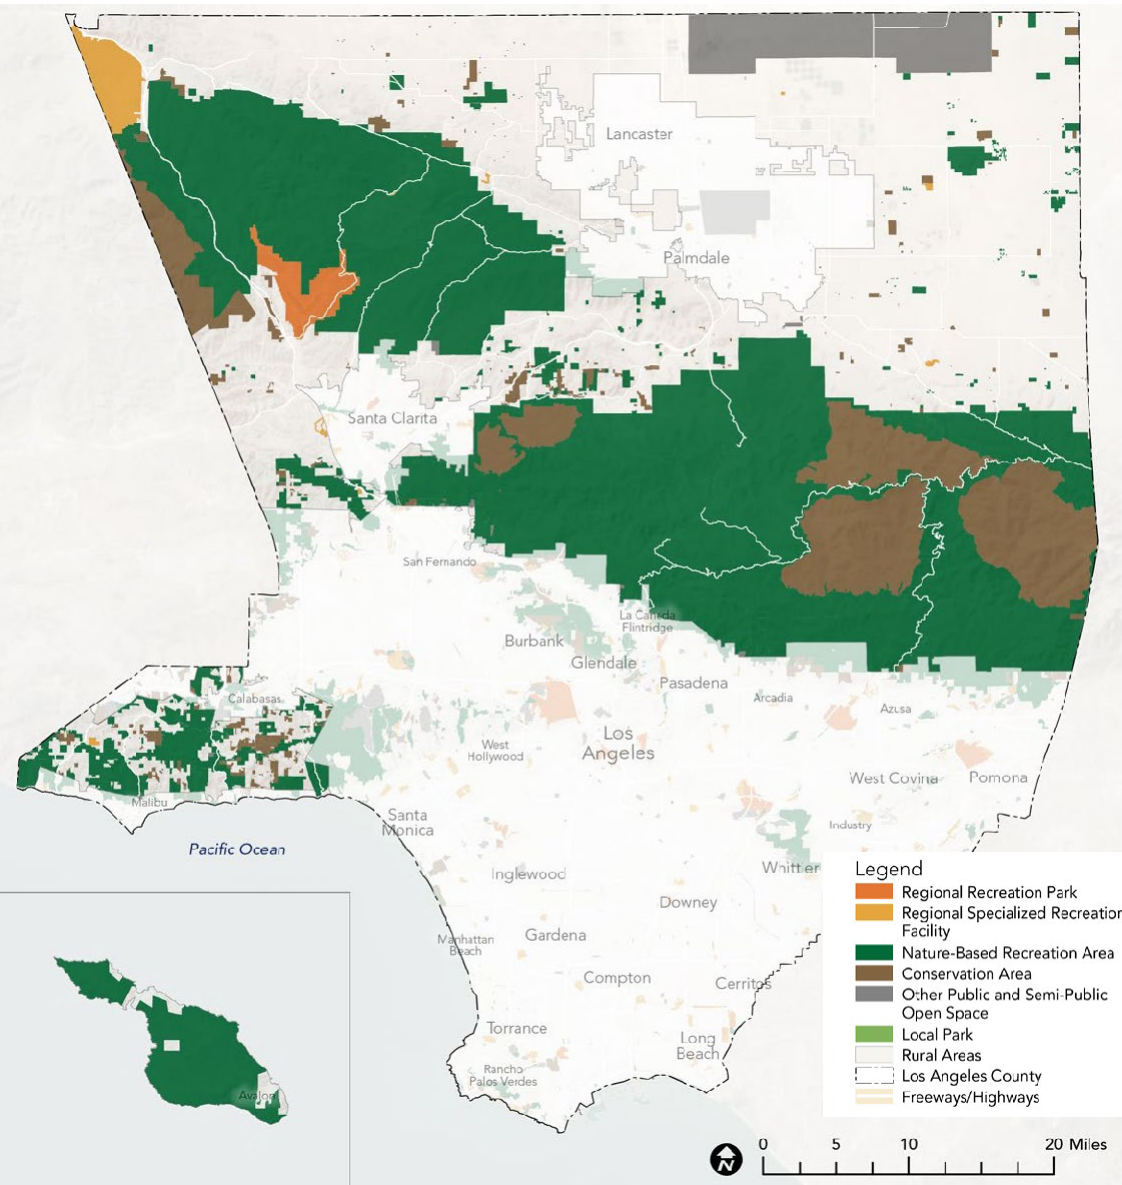 Lancaster
Palmdale
Santa Clarita
San Fernando
La Cañada
Flintridge
Burbank
Glendale
Pasadena
Arcadia
Azusa
Calabasas
Los
Angeles
West
Hollywood
West Covina
Pomona
Malibu
Santa
Monica
Industry
Pacific Ocean
Whittier
Inglewood
Downey
Gardena
Manhattan
Beach
Compton
Cerritos
Torrance
Long
Beach
Rancho
Palos Verdes
Avalon
Legend
Regional Recreation Park
Regional Specialized Recreation
Facility
Nature-Based Recreation Area
Conservation Area
Other Public and Semi-Public
Open Space
Local Park
Rural Areas
Los Angeles County
Freeways/Highways
N
0 5 10 20 Miles